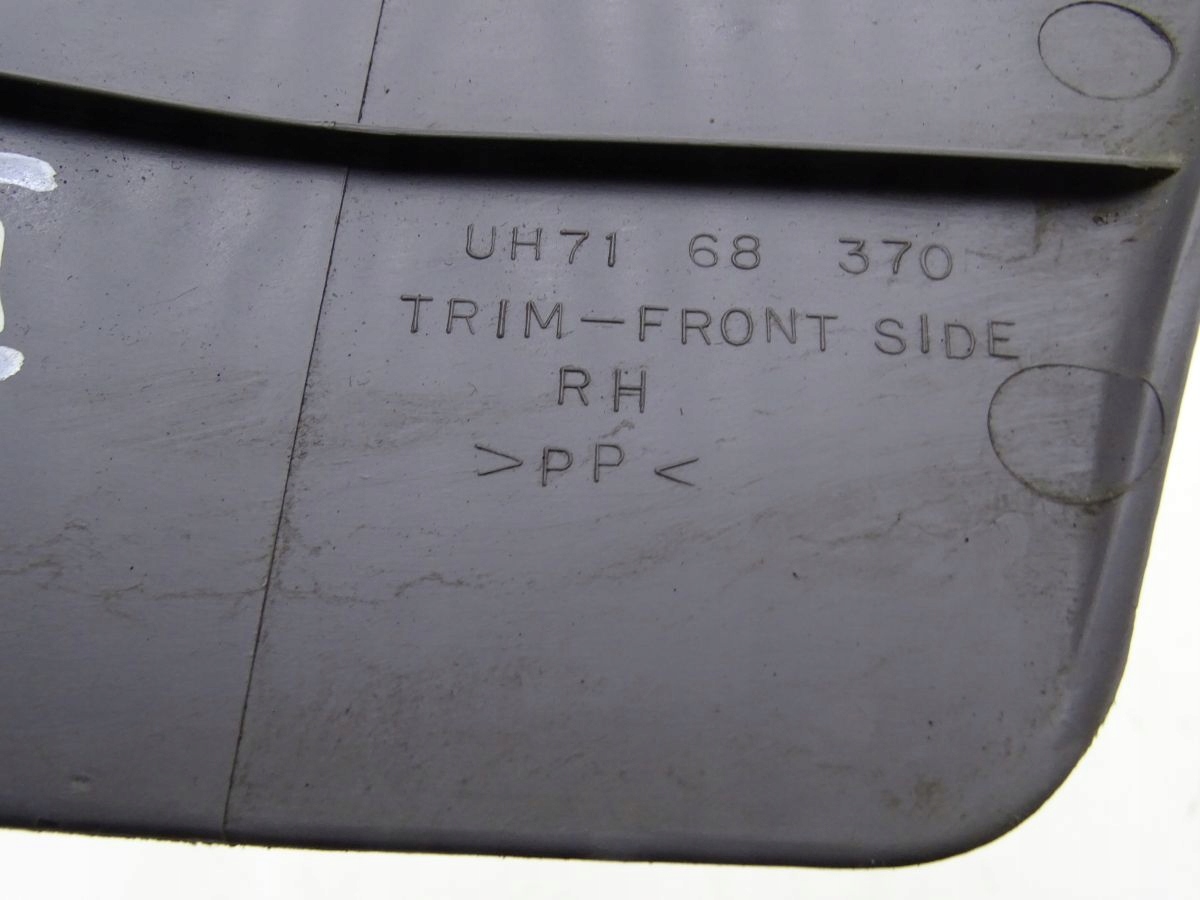 UH71 68 370
TRIM-FRONT SIDE
RH
>PP<